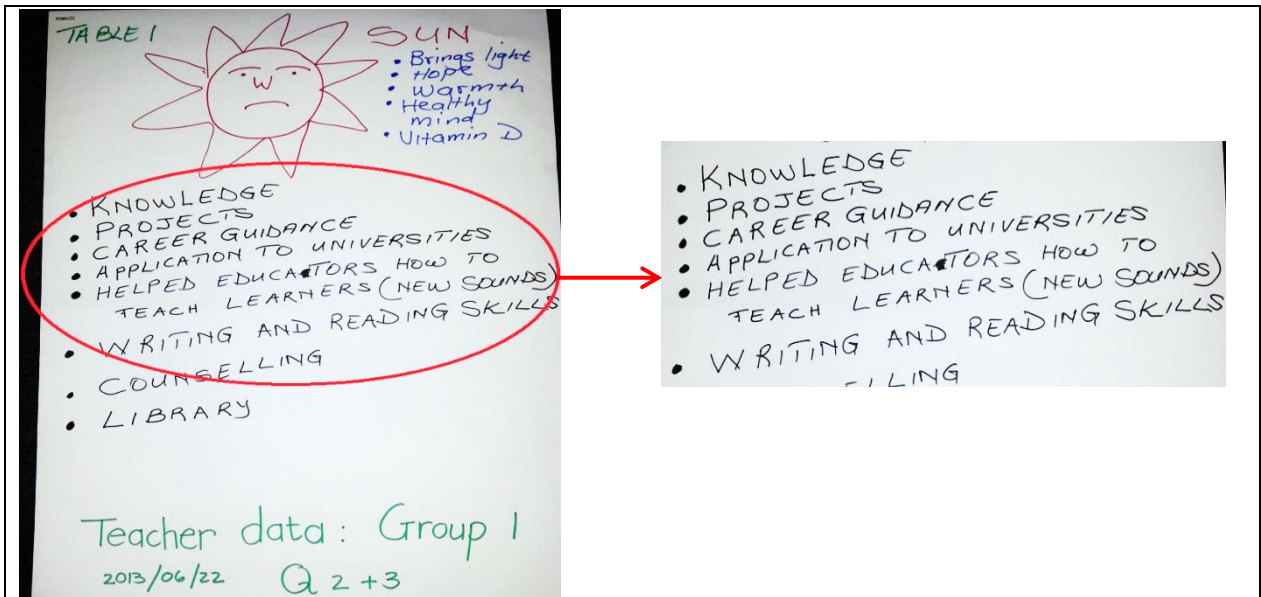 TABLE 1
SUN
• Brings light
• Hope
• Warmth
• Healthy
mind
• Vitamin D
• KNOWLEDGE
• PROJECTS
• CAREER GUIDANCE
• APPLICATION TO UNIVERSITIES
• HELPED EDUCATORS HOW TO
TEACH LEARNERS (NEW SOUNDS)
• WRITING AND READING SKILLS
• COUNSELLING
• LIBRARY
Teacher data: Group 1
2013/06/22 Q 2+3
• KNOWLEDGE
• PROJECTS
• CAREER GUIDANCE
• APPLICATION TO UNIVERSITIES
• HELPED EDUCATORS HOW TO
TEACH LEARNERS (NEW SOUNDS)
• WRITING AND READING SKILLS
LLING